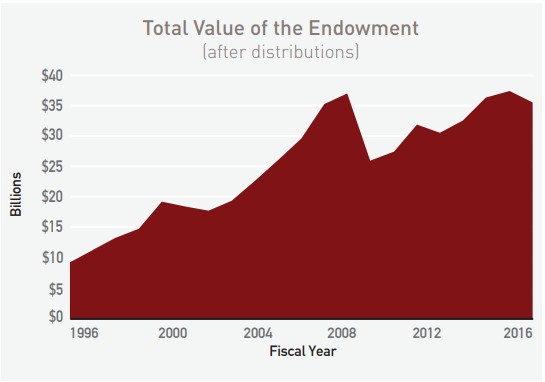 Total Value of the Endowment
(after distributions)
$40
$35
$30
$25
$20
$15
$10
$5
$0
Billions
1996 2000 2004 2008 2012 2016
Fiscal Year